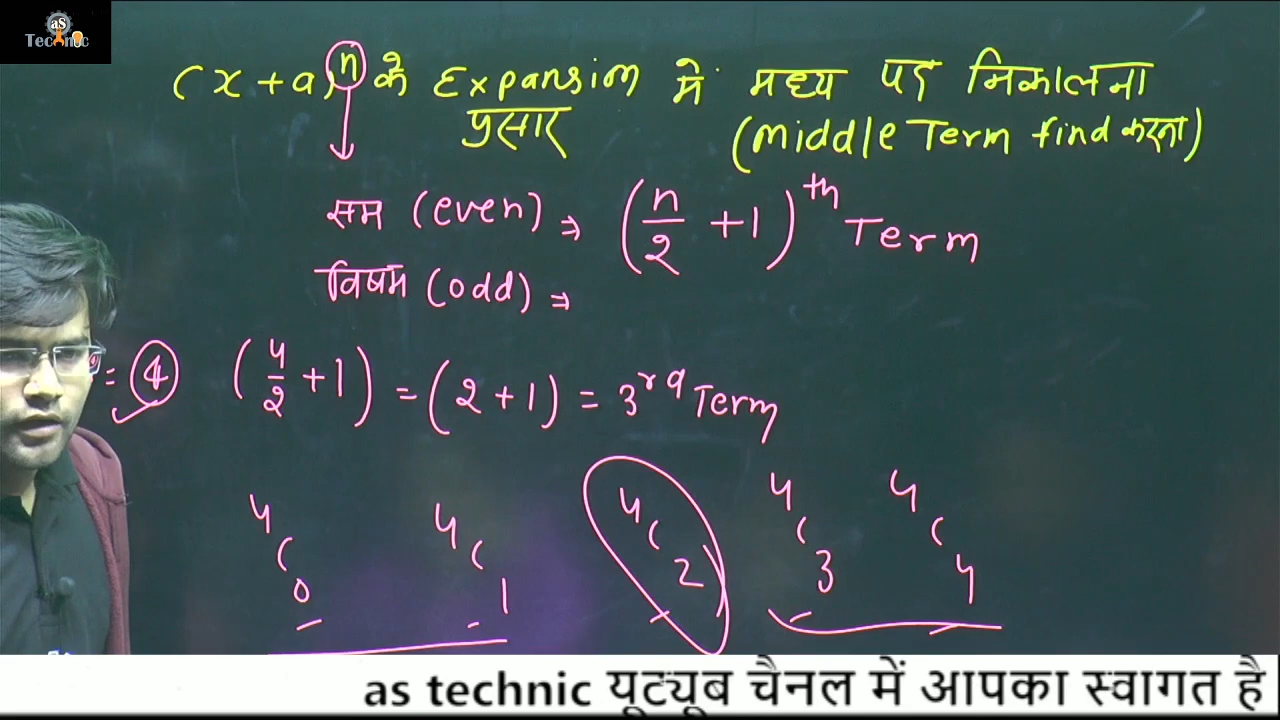 as
Technic
(x + a)ⁿ के Expansion में मध्य पद निकालना
प्रसार (Middle Term find करना)
सम (even) ⇒ (n/2 + 1)th Term
विषम (odd) ⇒
= 4 (4/2 + 1) = (2 + 1) = 3rd Term
4C0 4C1 4C2 4C3 4C4
as technic यूट्यूब चैनल में आपका स्वागत है